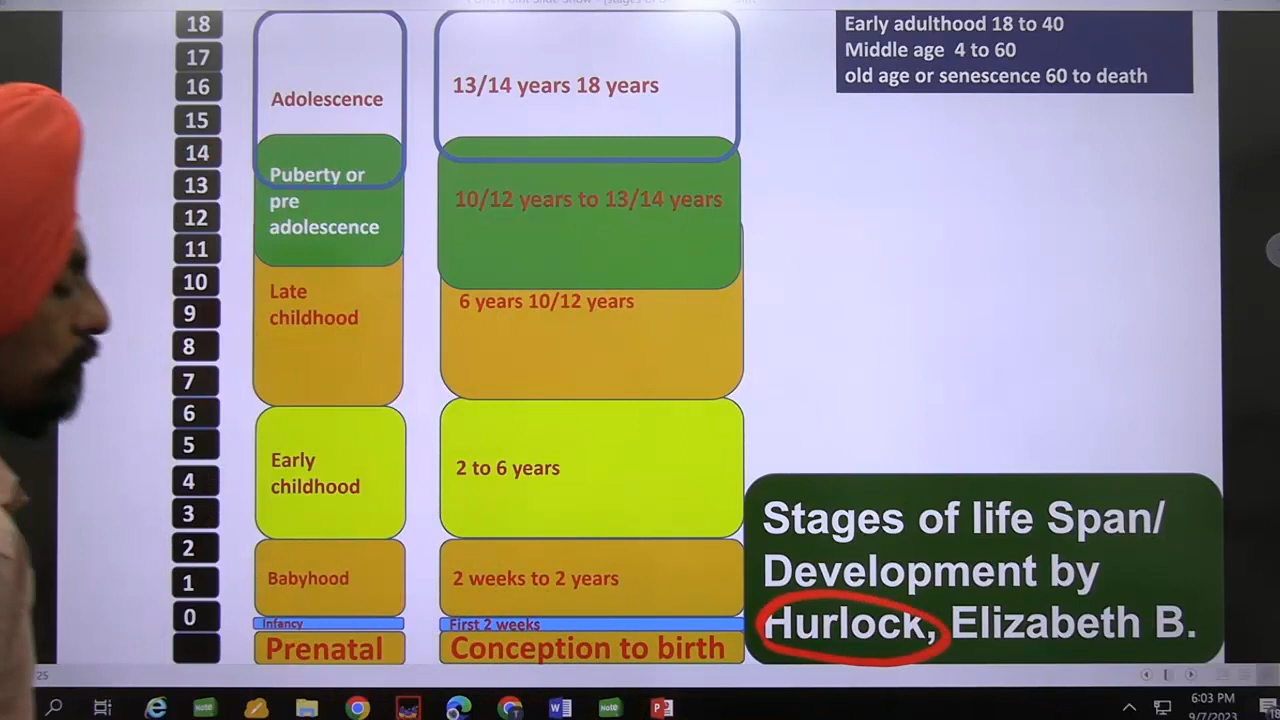 18
17
16
15
14
13
12
11
10
9
8
7
6
5
4
3
2
1
0
Adolescence
Puberty or
pre
adolescence
Late
childhood
Early
childhood
Babyhood
Infancy
Prenatal
13/14 years 18 years
10/12 years to 13/14 years
6 years 10/12 years
2 to 6 years
2 weeks to 2 years
First 2 weeks
Conception to birth
Early adulthood 18 to 40
Middle age 4 to 60
old age or senescence 60 to death
Stages of life Span/
Development by
Hurlock, Elizabeth B.
25
6:03 PM
9/7/2023